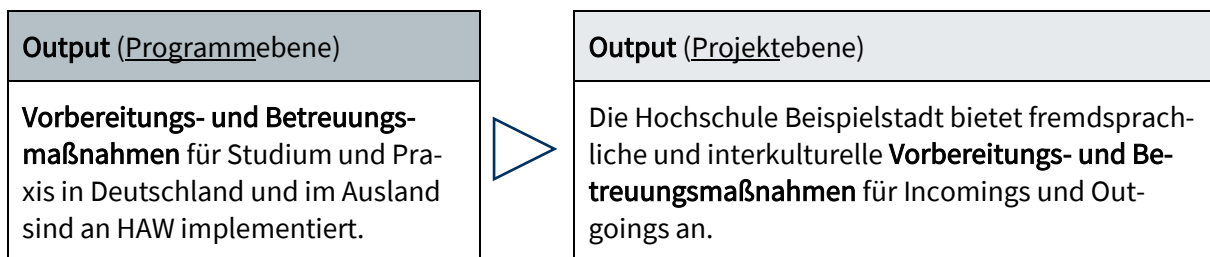 Output (Programmebene)
Vorbereitungs- und Betreuungs-
maßnahmen für Studium und Pra-
xis in Deutschland und im Ausland
sind an HAW implementiert.
Output (Projektebene)
Die Hochschule Beispielstadt bietet fremdsprach-
liche und interkulturelle Vorbereitungs- und Be-
treuungsmaßnahmen für Incomings und Out-
goings an.